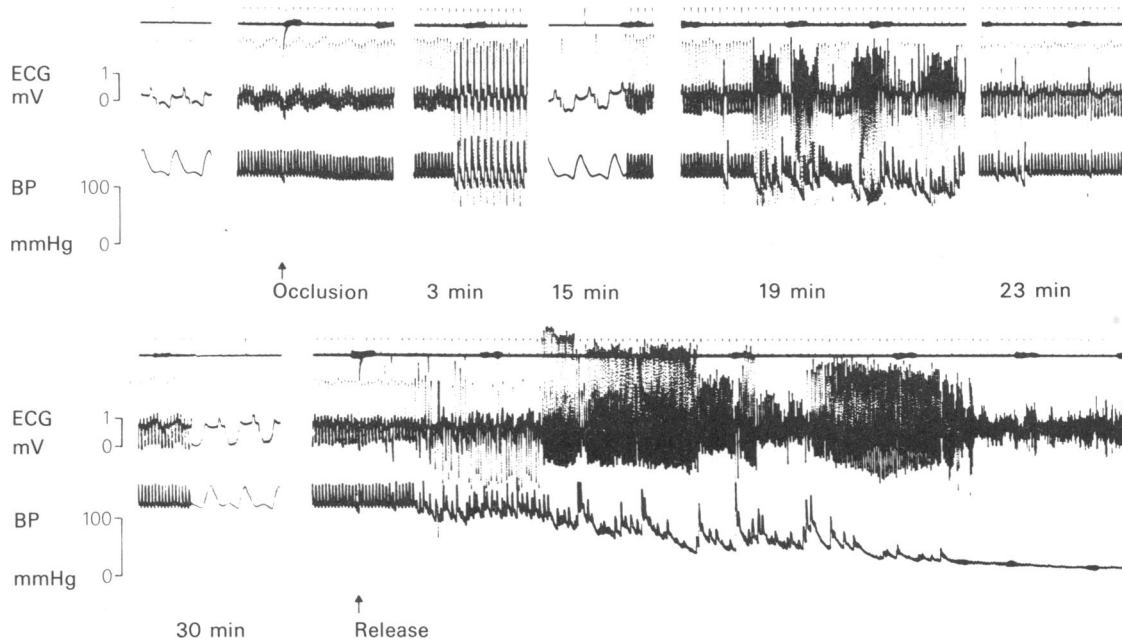 ECG 1
mV 0
BP 100
mmHg 0
Occlusion 3 min 15 min 19 min 23 min
ECG 1
mV 0
BP 100
mmHg 0
30 min Release